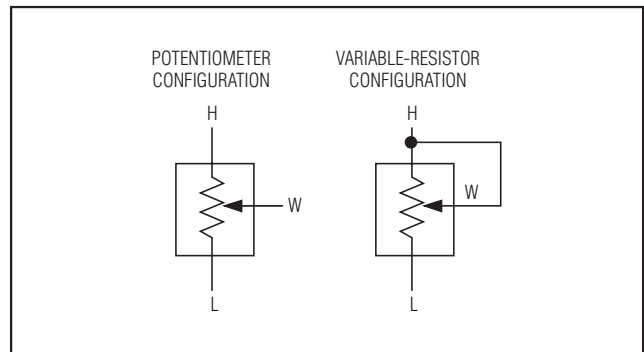 POTENTIOMETER
CONFIGURATION
H
W
L
VARIABLE-RESISTOR
CONFIGURATION
H
W
L